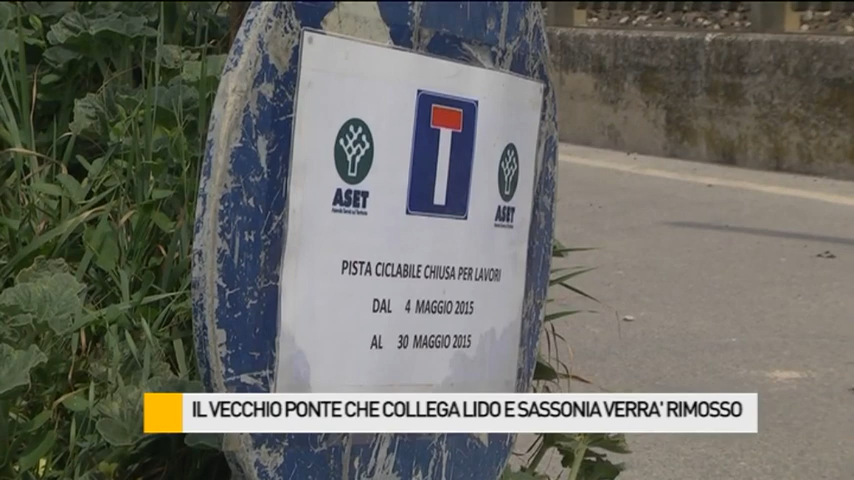 ASET
ASET
PISTA CICLABILE CHIUSA PER LAVORI
DAL 4 MAGGIO 2015
AL 30 MAGGIO 2015
IL VECCHIO PONTE CHE COLLEGA LIDO E SASSONIA VERRA' RIMOSSO